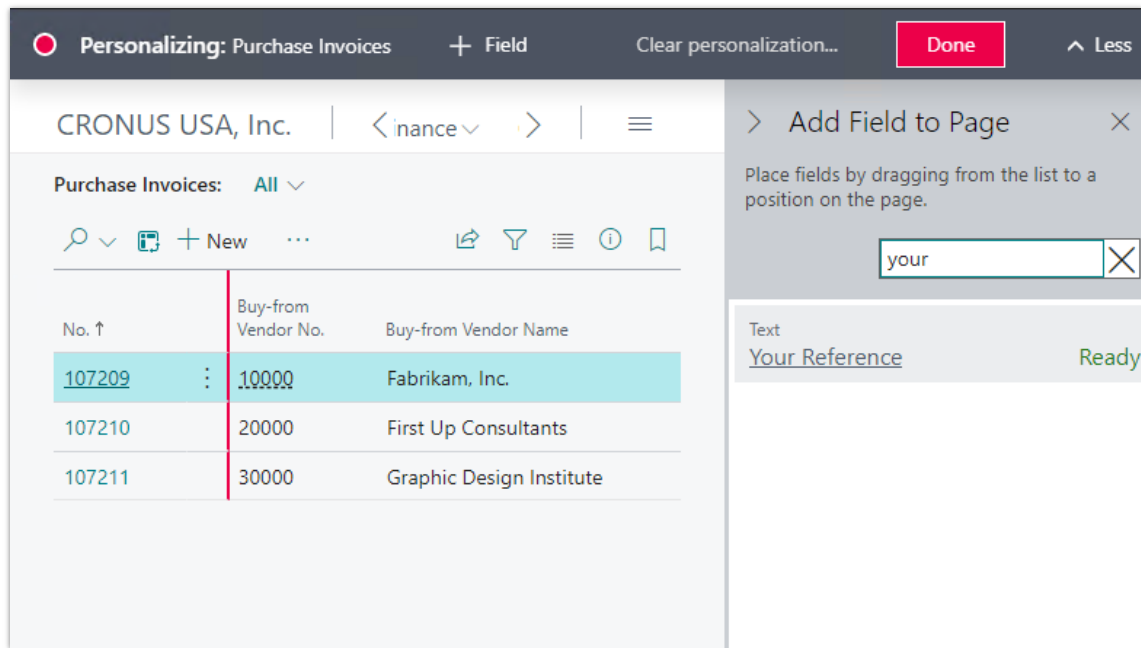 Personalizing: Purchase Invoices + Field Clear personalization... Done Less
CRONUS USA, Inc. inance
Add Field to Page
Place fields by dragging from the list to a
position on the page.
Purchase Invoices: All
+ New ...
your
No. ↑
Buy-from
Vendor No.
Buy-from Vendor Name
107209 10000 Fabrikam, Inc.
107210 20000 First Up Consultants
107211 30000 Graphic Design Institute
Text
Your Reference Ready